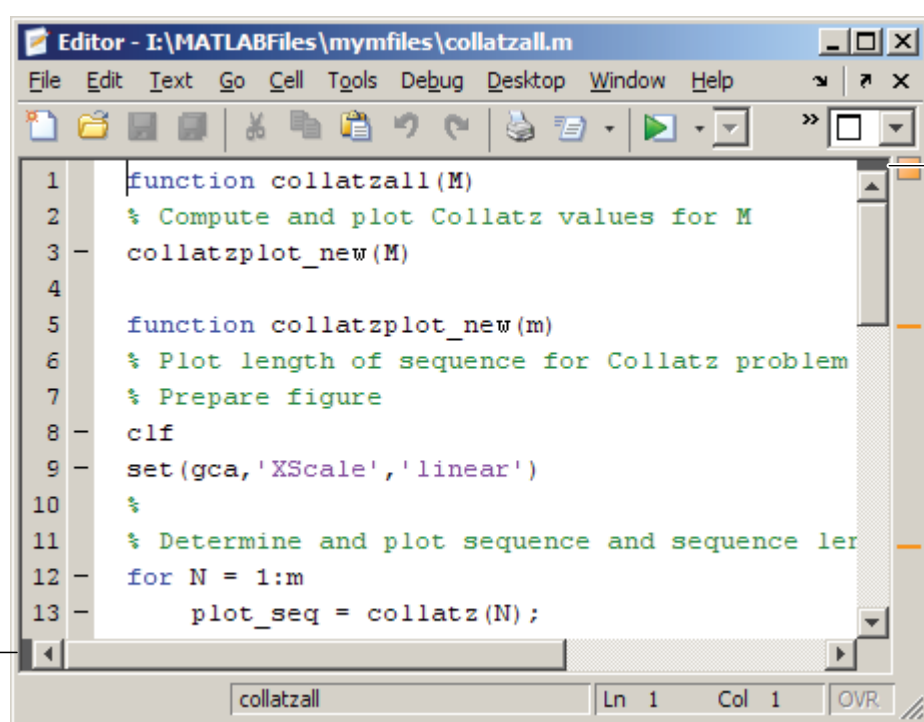 Editor - I:\MATLABFiles\mymfiles\collatzall.m
File Edit Text Go Cell Tools Debug Desktop Window Help
1 function collatzall(M)
2 % Compute and plot Collatz values for M
3 - collatzplot_new(M)
4
5 function collatzplot_new(m)
6 % Plot length of sequence for Collatz problem
7 % Prepare figure
8 - clf
9 - set(gca,'XScale','linear')
10 %
11 % Determine and plot sequence and sequence
12 - for N = 1:m
13 - plot_seq = collatz(N);
collatzall Ln 1 Col 1 OVR